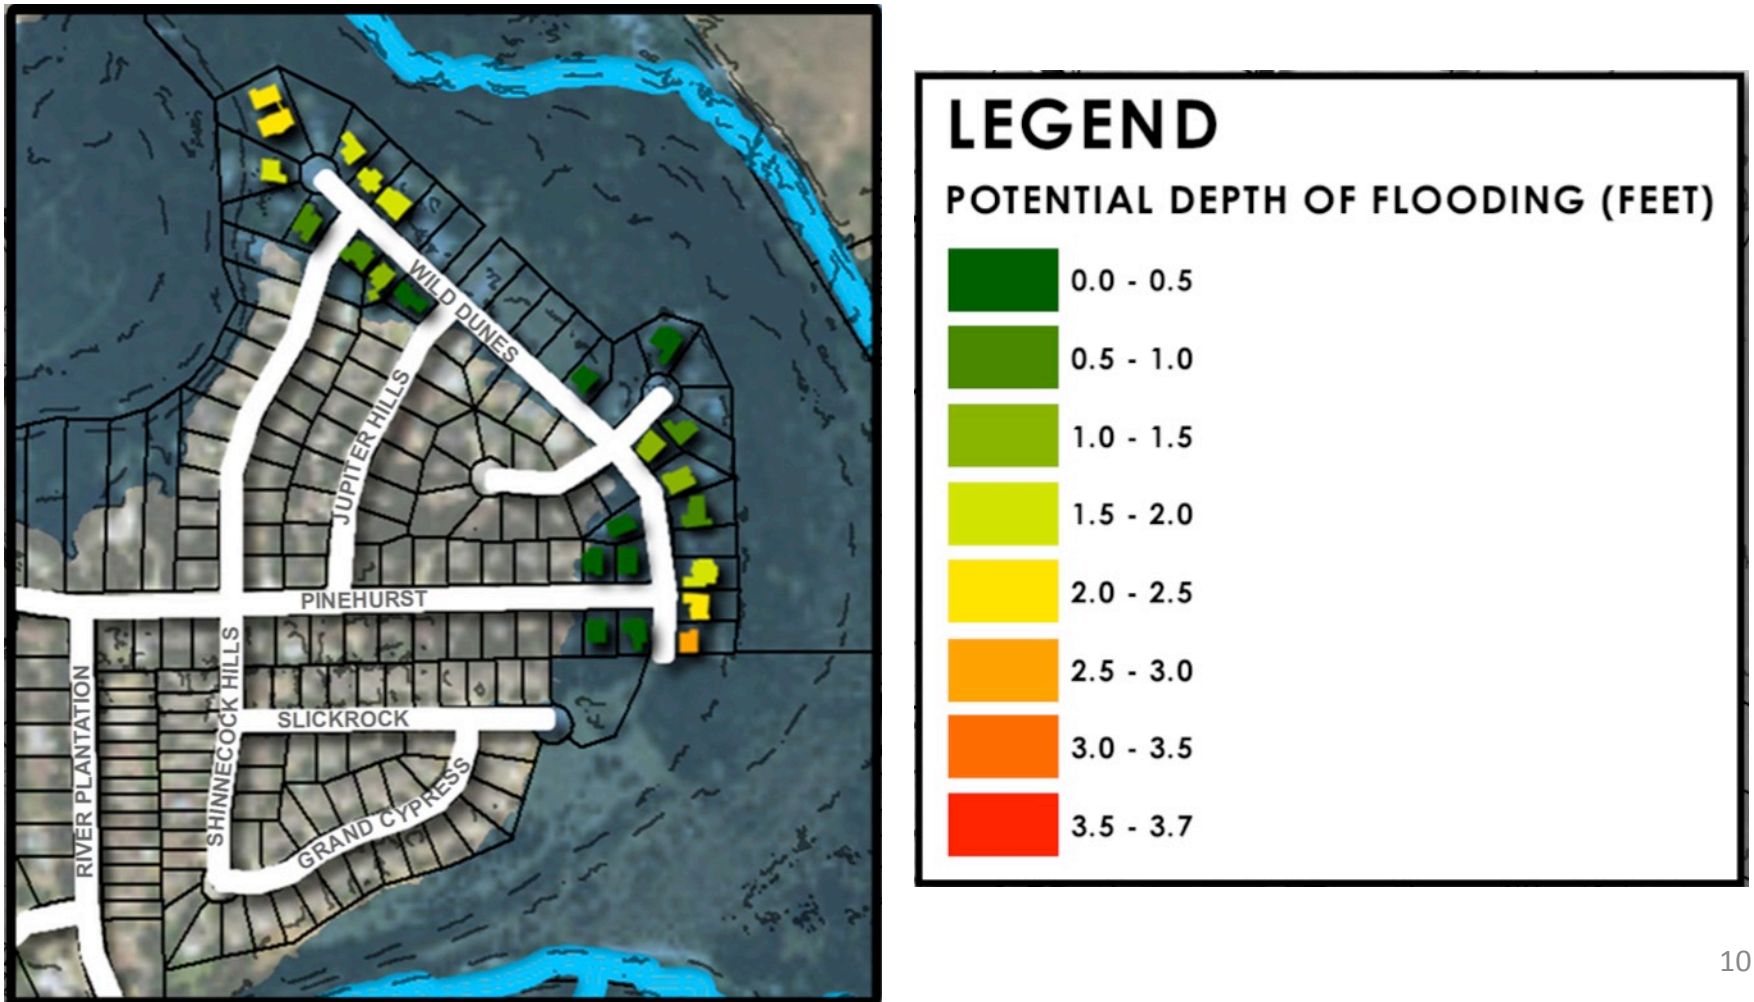 WILD DUNES
JUPITER HILLS
PINEHURST
SHINNECOCK HILLS
RIVER PLANTATION
SLICKROCK
GRAND CYPRESS
LEGEND
POTENTIAL DEPTH OF FLOODING (FEET)
0.0 - 0.5
0.5 - 1.0
1.0 - 1.5
1.5 - 2.0
2.0 - 2.5
2.5 - 3.0
3.0 - 3.5
3.5 - 3.7
10